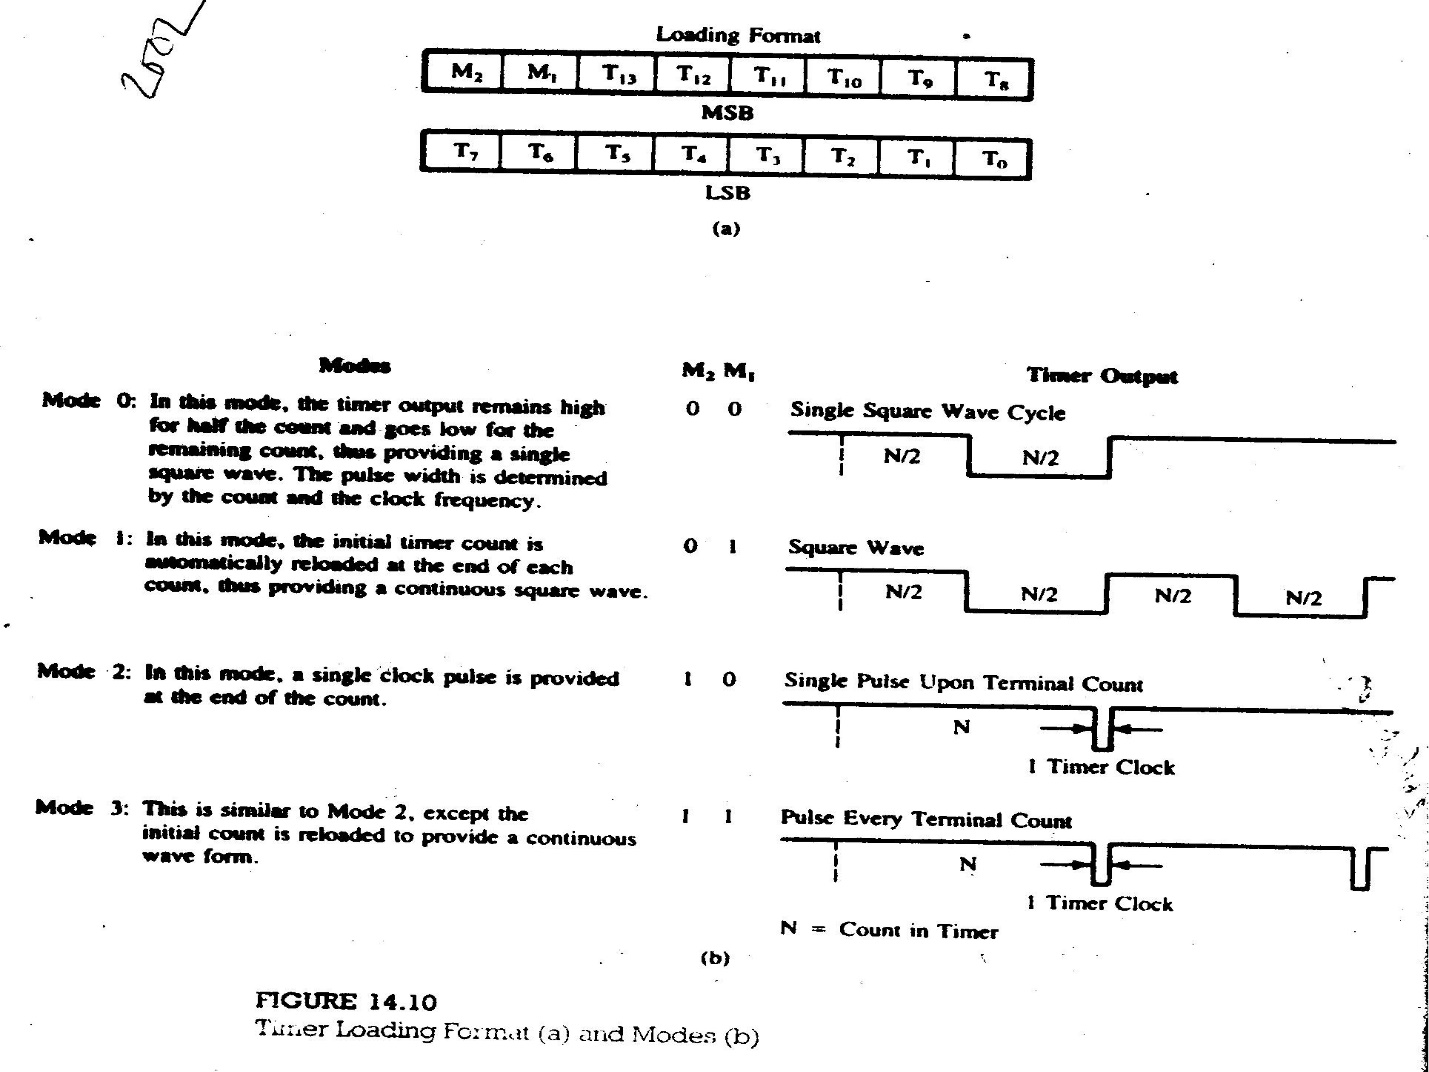 2002
Loading Format
M₂ M₁ T₁₃ T₁₂ T₁₁ T₁₀ T₉ T₈
MSB
T₇ T₆ T₅ T₄ T₃ T₂ T₁ T₀
LSB
(a)
Modes M₂ M₁ Timer Output
Mode 0: In this mode, the timer output remains high
for half the count and goes low for the
remaining count, thus providing a single
square wave. The pulse width is determined
by the count and the clock frequency.
0 0 Single Square Wave Cycle
N/2 N/2
Mode 1: In this mode, the initial timer count is
automatically reloaded at the end of each
count, thus providing a continuous square wave.
0 1 Square Wave
N/2 N/2 N/2 N/2
Mode 2: In this mode, a single clock pulse is provided
at the end of the count.
1 0 Single Pulse Upon Terminal Count
N
1 Timer Clock
Mode 3: This is similar to Mode 2, except the
initial count is reloaded to provide a continuous
wave form.
1 1 Pulse Every Terminal Count
N
1 Timer Clock
N = Count in Timer
(b)
FIGURE 14.10
Timer Loading Format (a) and Modes (b)